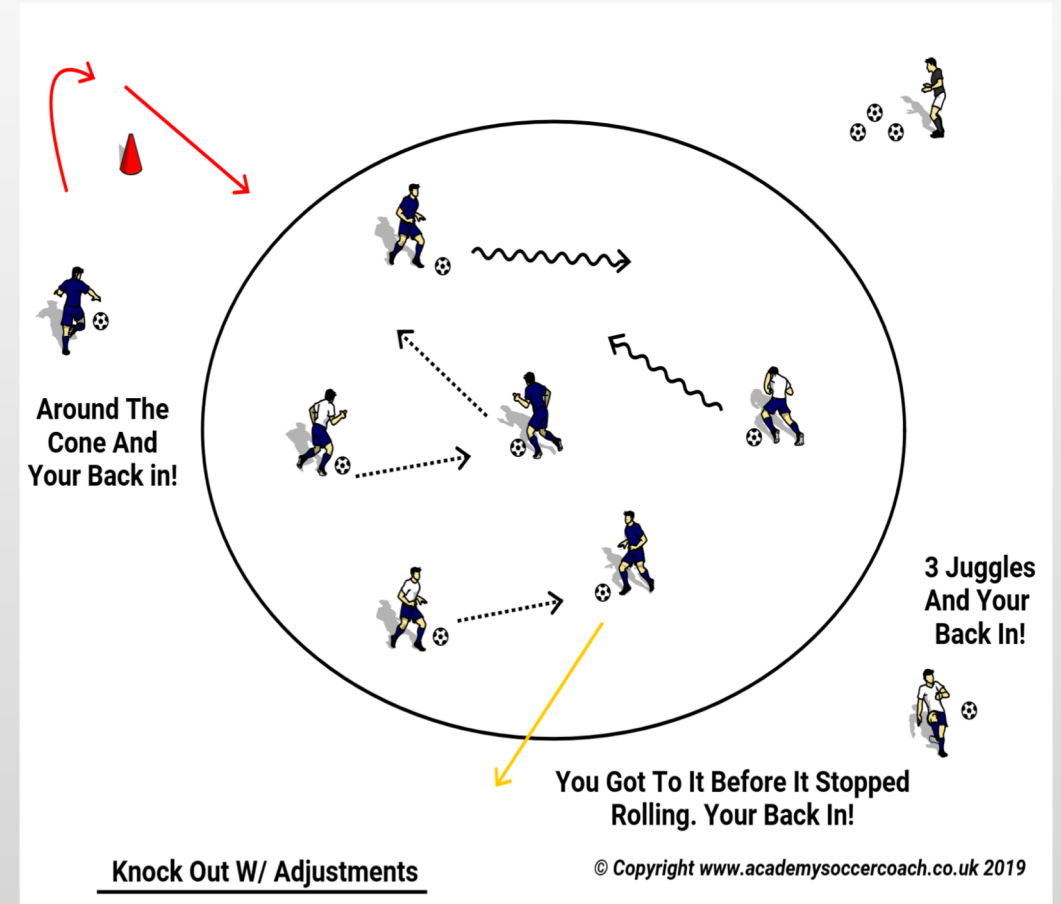 Around The
Cone And
Your Back in!
3 Juggles
And Your
Back In!
You Got To It Before It Stopped
Rolling. Your Back In!
Knock Out W/ Adjustments
© Copyright www.academysoccercoach.co.uk 2019